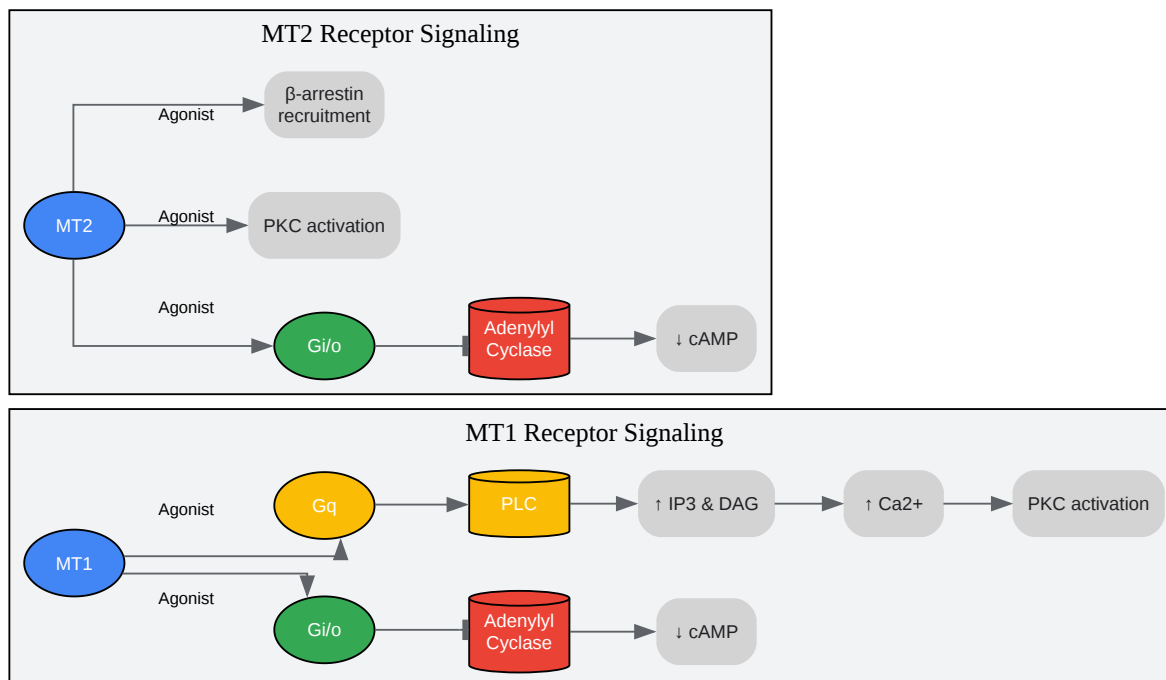 MT2 Receptor Signaling
β-arrestin
recruitment
Agonist
MT2
Agonist
PKC activation
Agonist
Gi/o
Adenylyl
Cyclase
↓ cAMP
MT1 Receptor Signaling
Agonist
Gq
PLC
↑ IP3 & DAG
↑ Ca2+
PKC activation
MT1
Agonist
Gi/o
Adenylyl
Cyclase
↓ cAMP